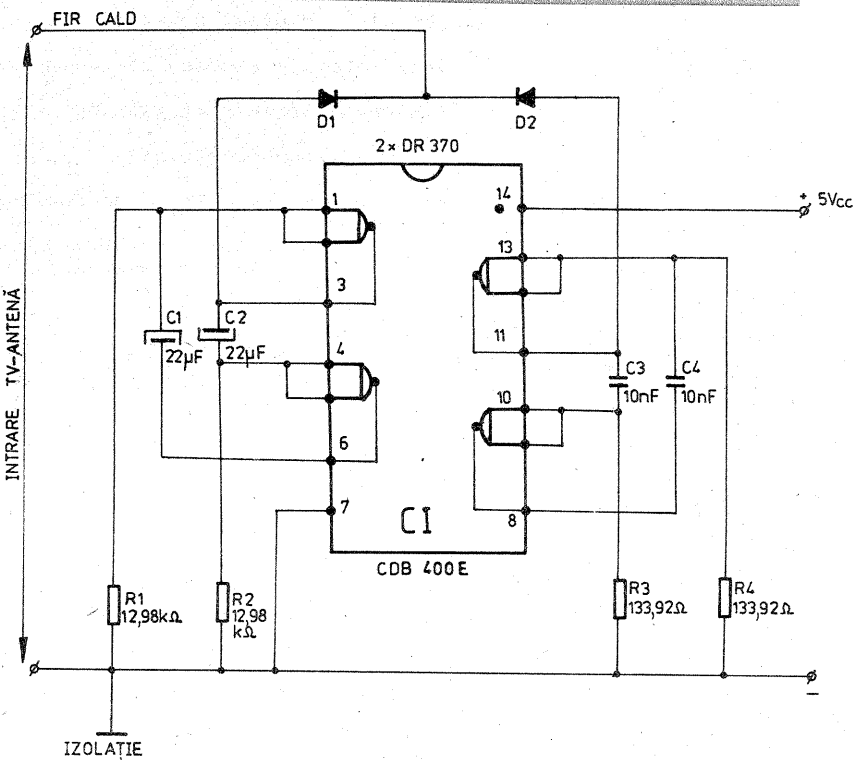 FIR CALD
D1
D2
2× DR 370
1
14
+ 5Vcc
13
3
INTRARE TV-ANTENĂ
C1
22µF
C2
22µF
4
11
C3
10nF
C4
10nF
10
6
7
CI
8
CDB 400E
R1
12,98kΩ
R2
12,98
kΩ
R3
133,92Ω
R4
133,92Ω
−
IZOLAȚIE